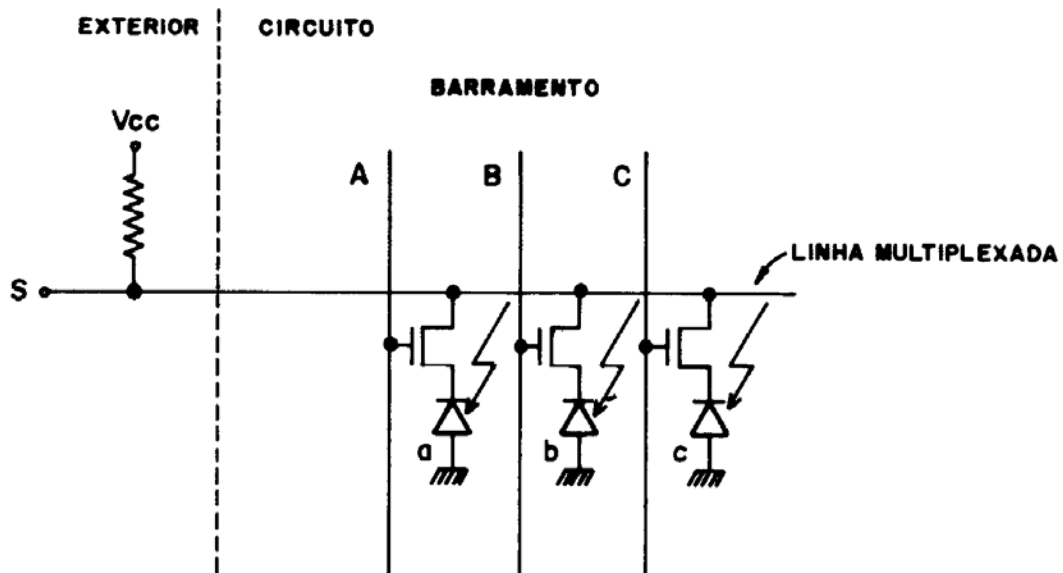 EXTERIOR
CIRCUITO
BARRAMENTO
Vcc
A
B
C
LINHA MULTIPLEXADA
S
a
b
c